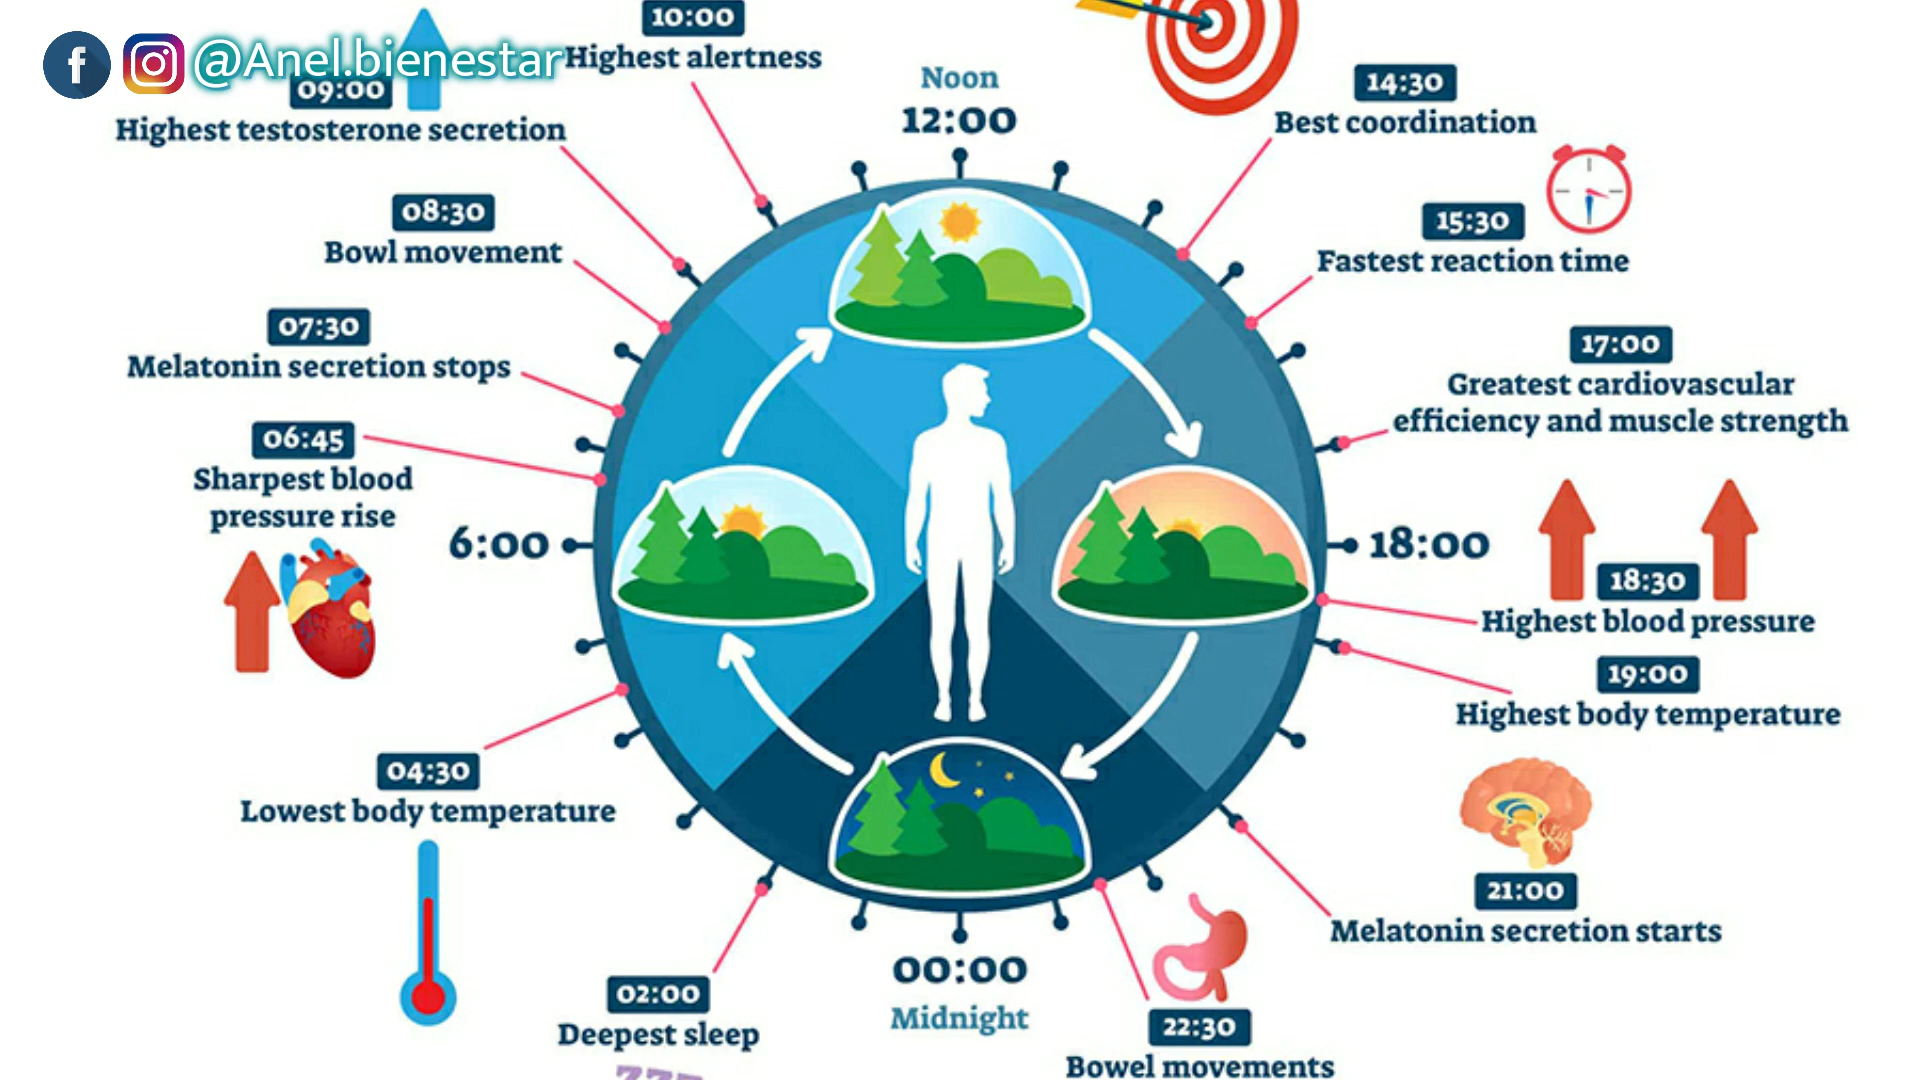 @Anel.bienestar
10:00
Highest alertness
09:00
Highest testosterone secretion
08:30
Bowl movement
07:30
Melatonin secretion stops
06:45
Sharpest blood
pressure rise
6:00
04:30
Lowest body temperature
02:00
Deepest sleep
Noon
12:00
14:30
Best coordination
15:30
Fastest reaction time
17:00
Greatest cardiovascular
efficiency and muscle strength
18:00
18:30
Highest blood pressure
19:00
Highest body temperature
21:00
Melatonin secretion starts
22:30
Bowel movements
00:00
Midnight